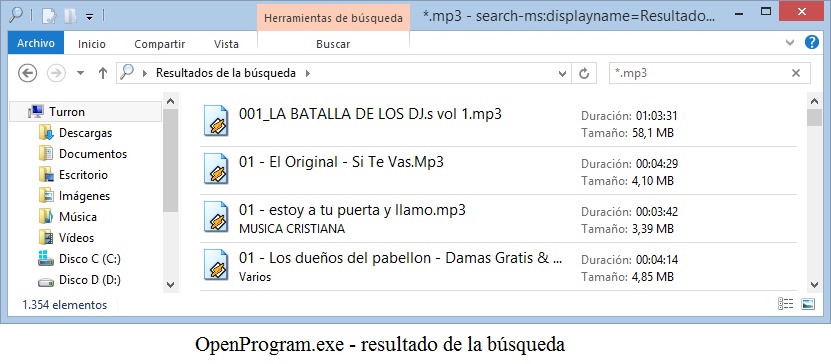 Herramientas de búsqueda
*.mp3 - search-ms:displayname=Resultado...
Archivo Inicio Compartir Vista Buscar
Resultados de la búsqueda
*.mp3
Turron
Descargas
Documentos
Escritorio
Imágenes
Música
Vídeos
Disco C (C:)
Disco D (D:)
001_LA BATALLA DE LOS DJ.s vol 1.mp3
Duración: 01:03:31
Tamaño: 58,1 MB
01 - El Original - Si Te Vas.Mp3
Duración: 00:04:29
Tamaño: 4,10 MB
01 - estoy a tu puerta y llamo.mp3
MUSICA CRISTIANA
Duración: 00:03:42
Tamaño: 3,39 MB
01 - Los dueños del pabellon - Damas Gratis & ...
Varios
Duración: 00:04:14
Tamaño: 4,85 MB
1.354 elementos
OpenProgram.exe - resultado de la búsqueda